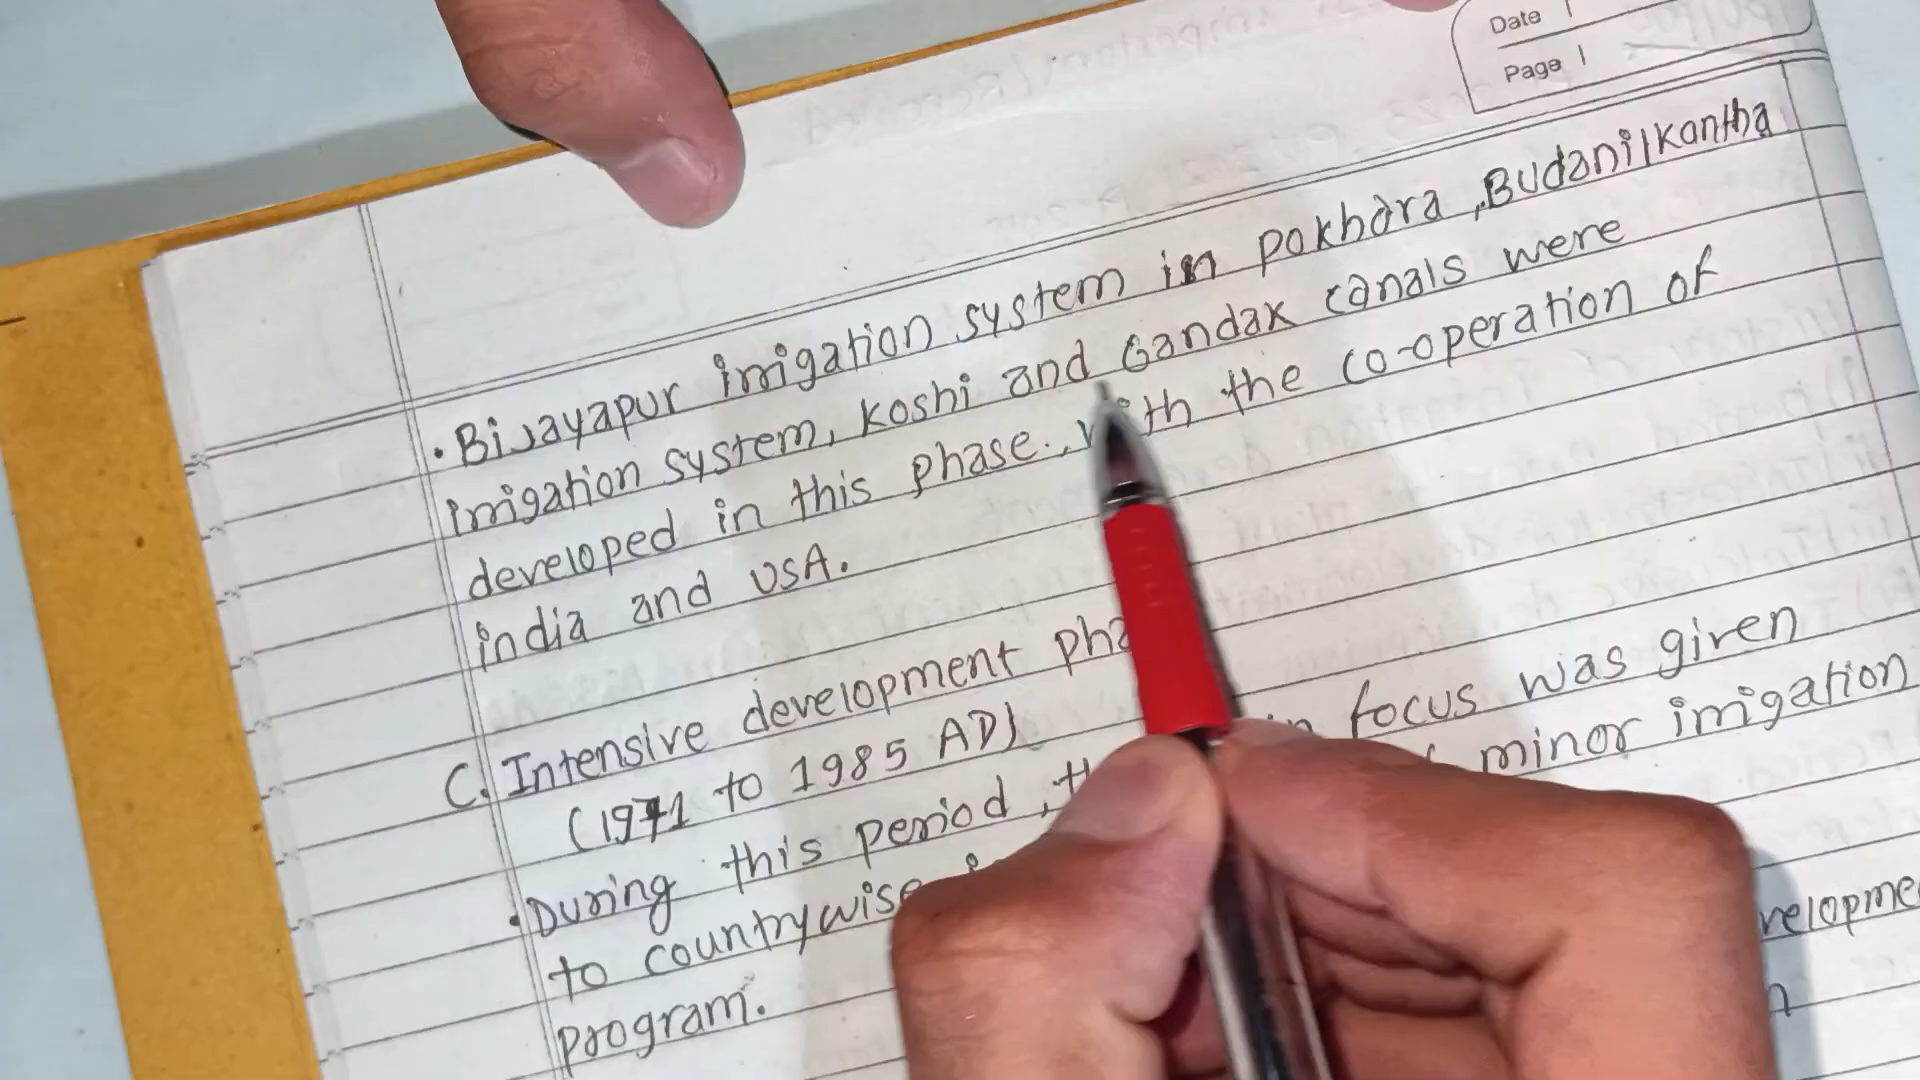 Date
Page
• Bijayapur irrigation system in pokhara, Budanilkantha
irrigation system, Koshi and Gandak canals were
developed in this phase., with the co-operation of
india and USA.
C. Intensive development
(1971 to 1985 AD)
• During this period, focus was given
to countrywise minor irrigation
program.